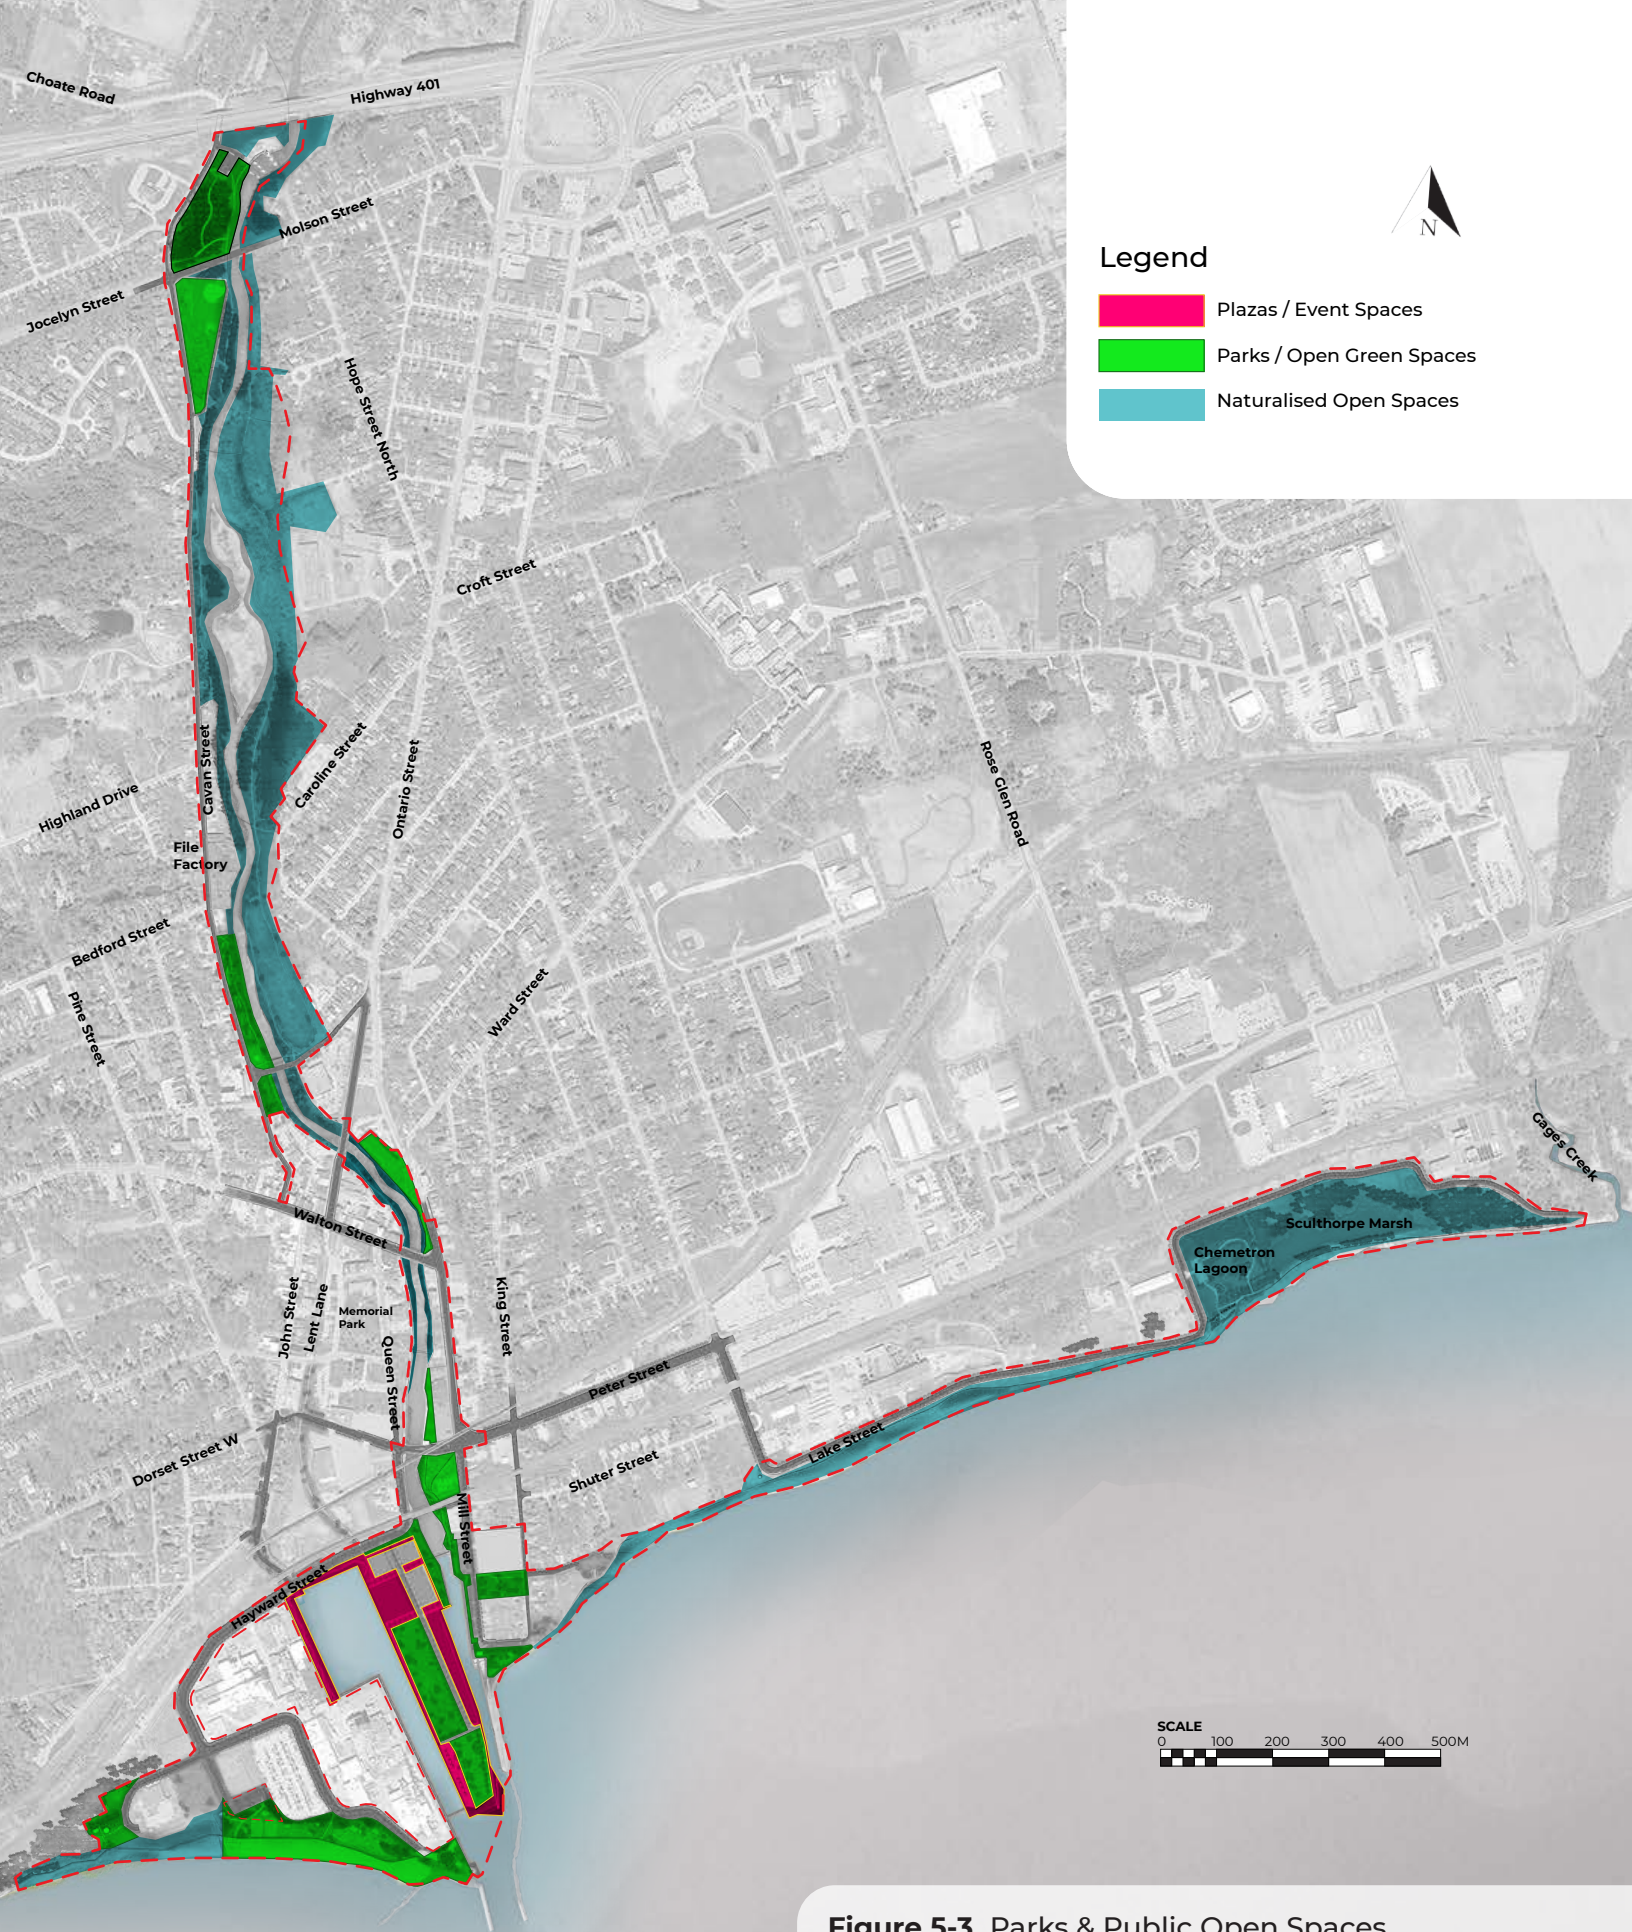 Choate Road
Highway 401
Molson Street
Jocelyn Street
Hope Street North
N
Legend
Plazas / Event Spaces
Parks / Open Green Spaces
Naturalised Open Spaces
Croft Street
Cavan Street
Caroline Street
Ontario Street
Rose Glen Road
Highland Drive
File
Factory
Google Earth
Bedford Street
Pine Street
Ward Street
Gages Creek
Walton Street
Sculthorpe Marsh
Chemetron
Lagoon
John Street
Lent Lane
Memorial
Park
Queen Street
King Street
Peter Street
Dorset Street W
Lake Street
Shuter Street
Mill Street
Hayward Street
SCALE
0 100 200 300 400 500M
Figure 5-3 Parks & Public Open Spaces